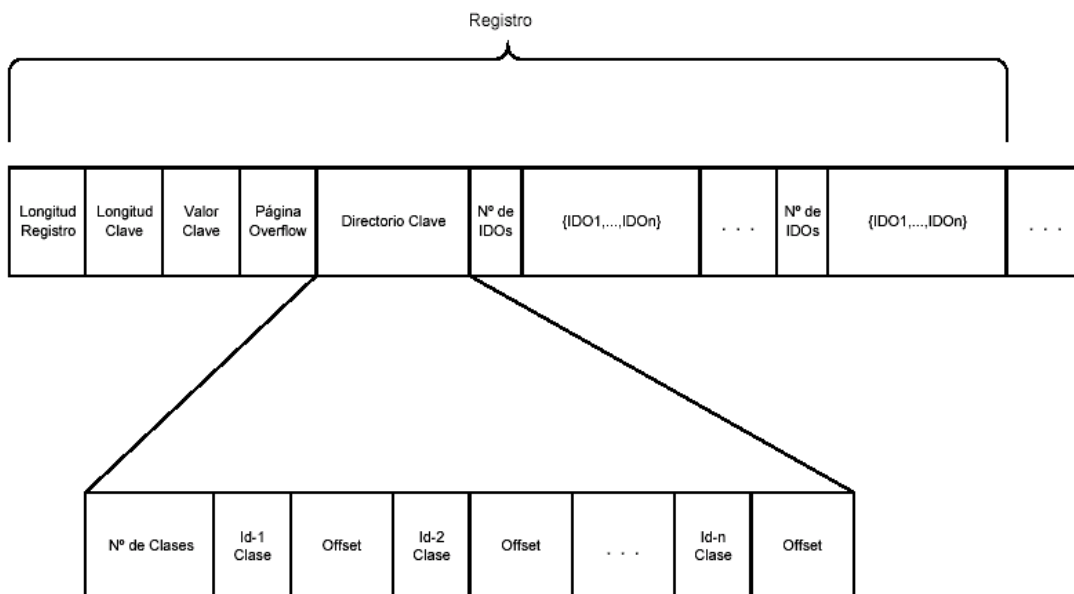 Registro
Longitud
Registro
Longitud
Clave
Valor
Clave
Página
Overflow
Directorio Clave
Nº de
IDOs
{IDO1,...,IDOn}
. . .
Nº de
IDOs
{IDO1,...,IDOn}
. . .
Nº de Clases
Id-1
Clase
Offset
Id-2
Clase
Offset
. . .
Id-n
Clase
Offset